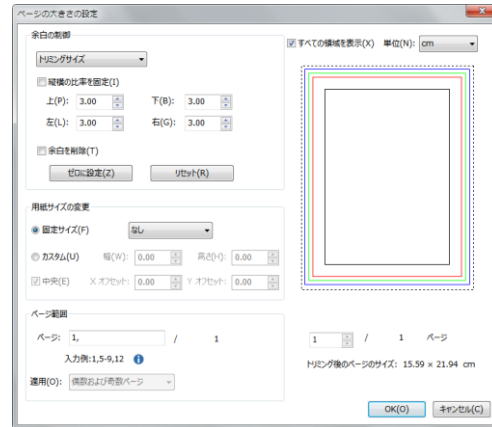 ページの大きさの設定
余白の制御
トリミングサイズ
縦横の比率を固定(I)
上(P): 3.00 下(B): 3.00
左(L): 3.00 右(G): 3.00
余白を削除(T)
ゼロに設定(Z) リセット(R)
用紙サイズの変更
固定サイズ(F) なし
カスタム(U) 幅(W): 0.00 高さ(H): 0.00
中央(E) X オフセット: 0.00 Y オフセット: 0.00
ページ範囲
ページ: 1, / 1
入力例:1,5-9,12
適用(O): 偶数および奇数ページ
すべての領域を表示(X) 単位(N): cm
1 / 1 ページ
トリミング後のページのサイズ: 15.59 × 21.94 cm
OK(O) キャンセル(C)